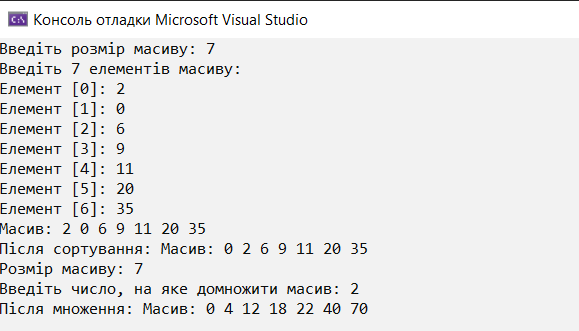 C:\ Консоль отладки Microsoft Visual Studio
Введіть розмір масиву: 7
Введіть 7 елементів масиву:
Елемент [0]: 2
Елемент [1]: 0
Елемент [2]: 6
Елемент [3]: 9
Елемент [4]: 11
Елемент [5]: 20
Елемент [6]: 35
Масив: 2 0 6 9 11 20 35
Після сортування: Масив: 0 2 6 9 11 20 35
Розмір масиву: 7
Введіть число, на яке домножити масив: 2
Після множення: Масив: 0 4 12 18 22 40 70